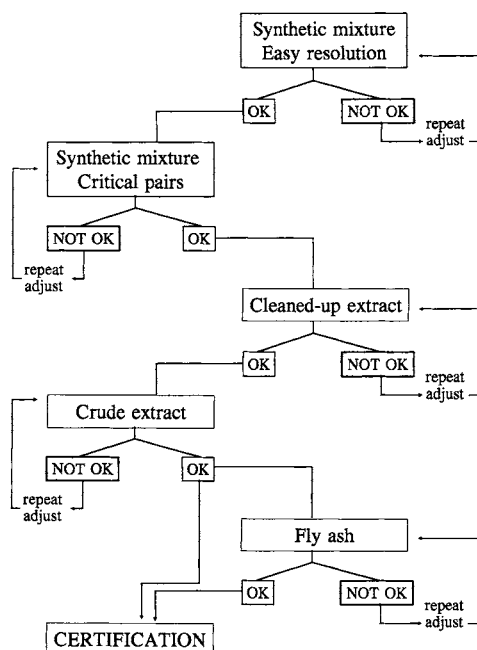 Synthetic mixture
Easy resolution
OK
NOT OK
repeat
adjust
Synthetic mixture
Critical pairs
NOT OK
OK
repeat
adjust
Cleaned-up extract
OK
NOT OK
repeat
adjust
Crude extract
NOT OK
OK
repeat
adjust
Fly ash
OK
NOT OK
repeat
adjust
CERTIFICATION